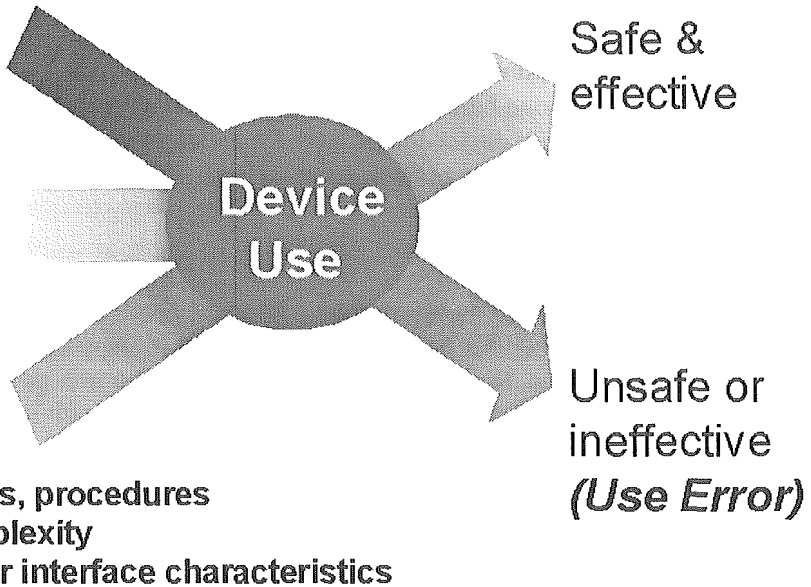 Safe &
effective
Device
Use
Unsafe or
ineffective
(Use Error)
s, procedures
plexity
r interface characteristics